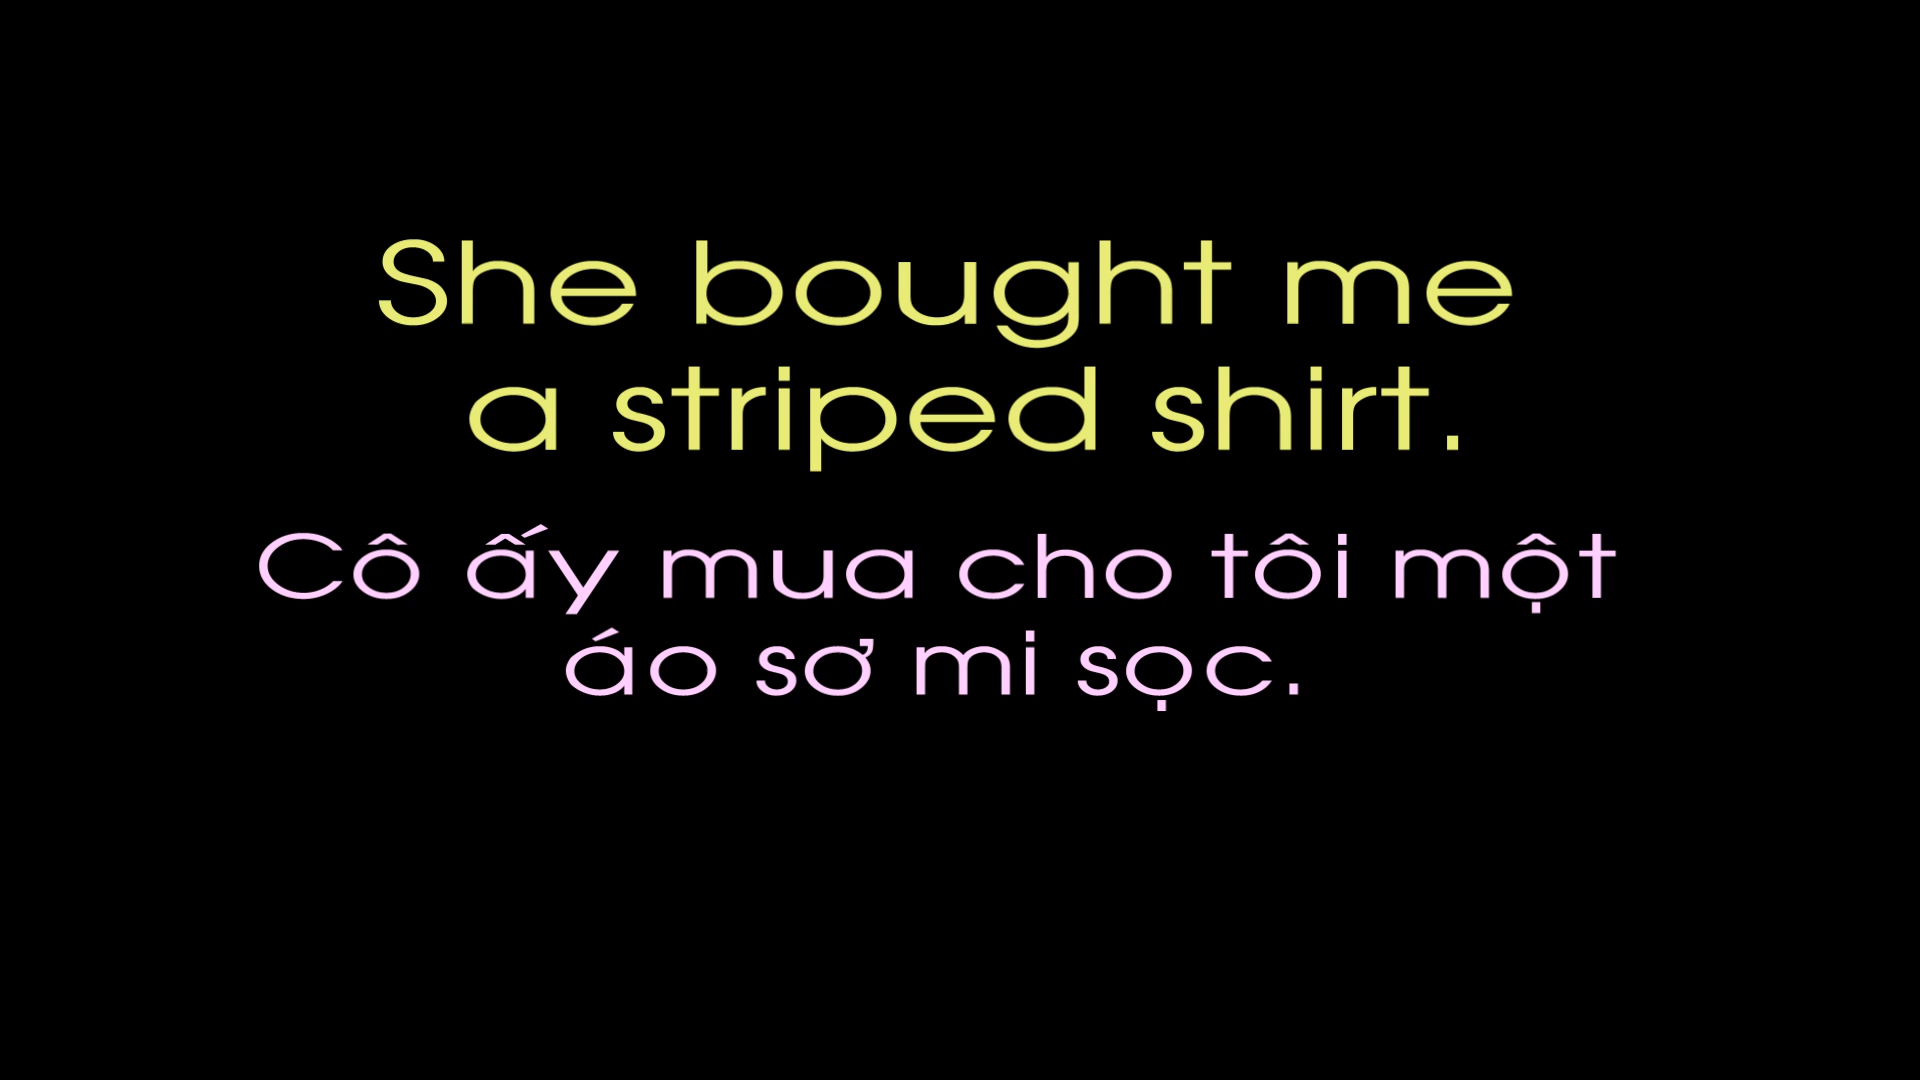 She bought me
a striped shirt.
Cô ấy mua cho tôi một
áo sơ mi sọc.